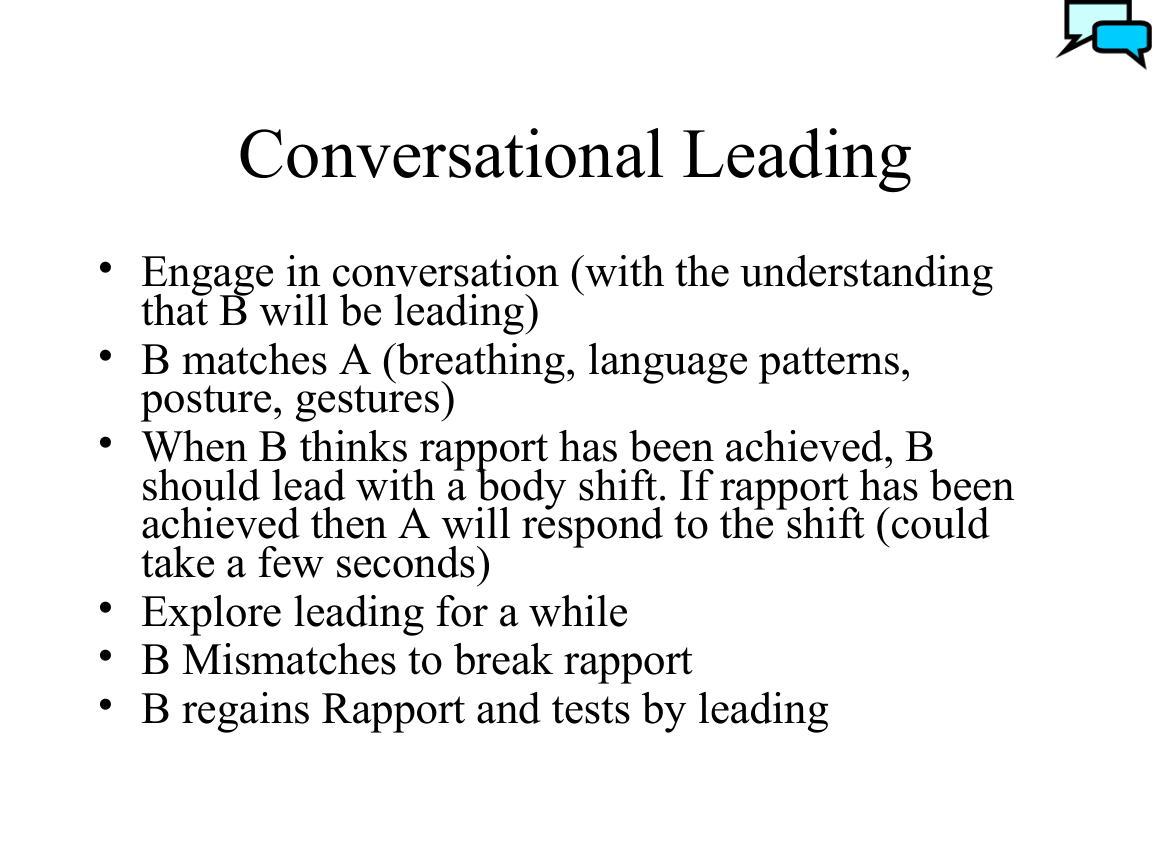 Conversational Leading
• Engage in conversation (with the understanding
that B will be leading)
• B matches A (breathing, language patterns,
posture, gestures)
• When B thinks rapport has been achieved, B
should lead with a body shift. If rapport has been
achieved then A will respond to the shift (could
take a few seconds)
• Explore leading for a while
• B Mismatches to break rapport
• B regains Rapport and tests by leading